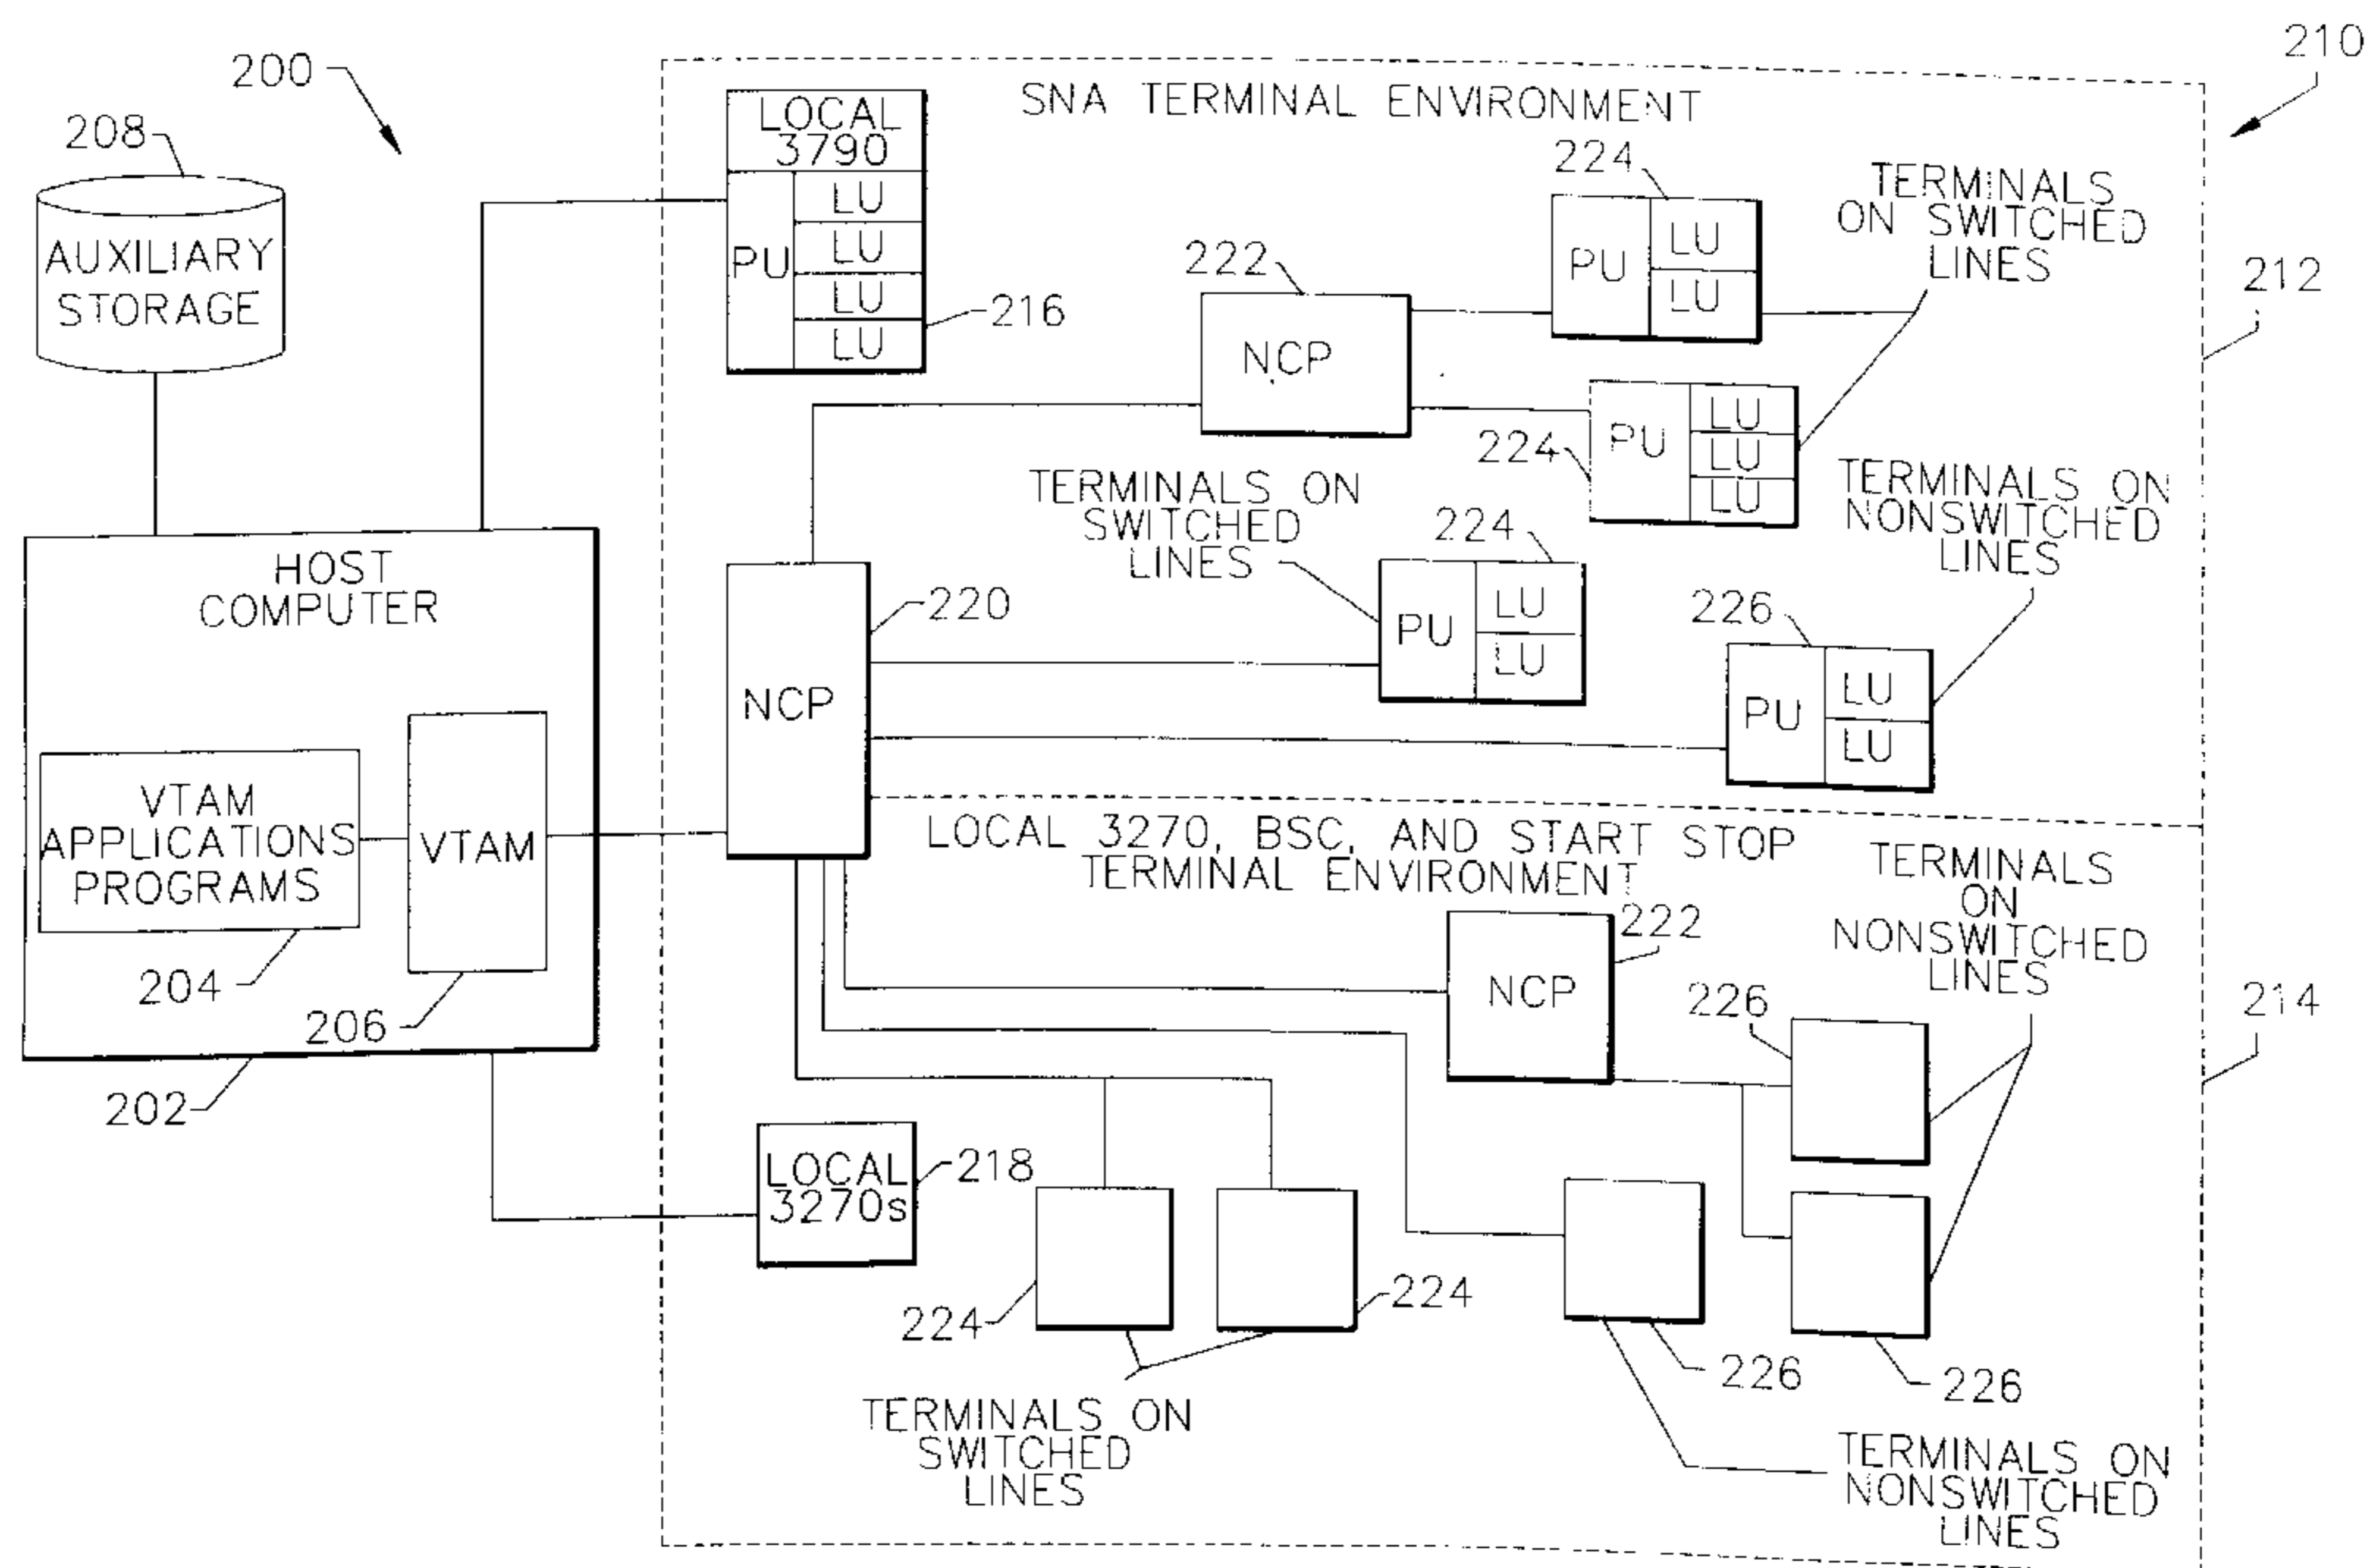 210
200
SNA TERMINAL ENVIRONMENT
LOCAL
3790
PU
LU
LU
LU
LU
216
208
AUXILIARY
STORAGE
224
PU
LU
LU
TERMINALS
ON SWITCHED
LINES
212
222
NCP
224
PU
LU
LU
LU
TERMINALS ON
SWITCHED
LINES
224
PU
LU
LU
TERMINALS ON
NONSWITCHED
LINES
226
PU
LU
LU
HOST
COMPUTER
220
NCP
VTAM
APPLICATIONS
PROGRAMS
VTAM
204
206
202
LOCAL 3270, BSC, AND START STOP
TERMINAL ENVIRONMENT
TERMINALS
ON
NONSWITCHED
LINES
222
NCP
226
214
LOCAL
3270s
218
224
224
226
226
TERMINALS ON
SWITCHED
LINES
TERMINALS ON
NONSWITCHED
LINES